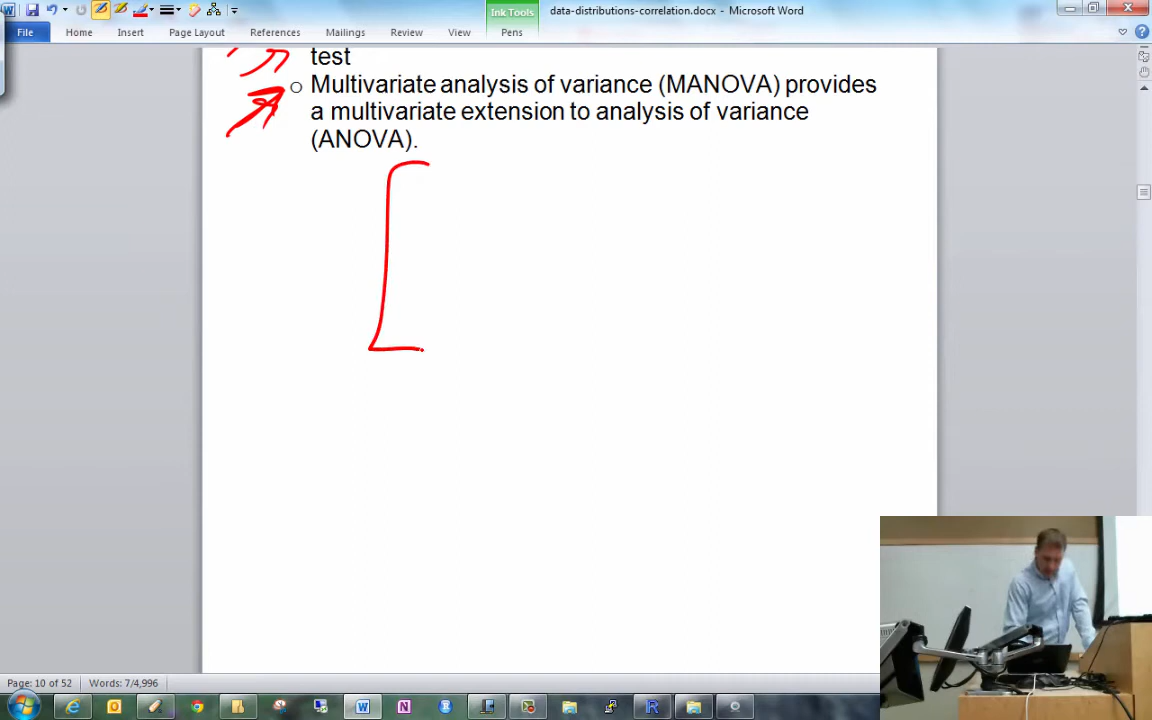 Ink Tools
data-distributions-correlation.docx - Microsoft Word
File Home Insert Page Layout References Mailings Review View Pens
test
o Multivariate analysis of variance (MANOVA) provides
a multivariate extension to analysis of variance
(ANOVA).
Page: 10 of 52 Words: 7/4,996